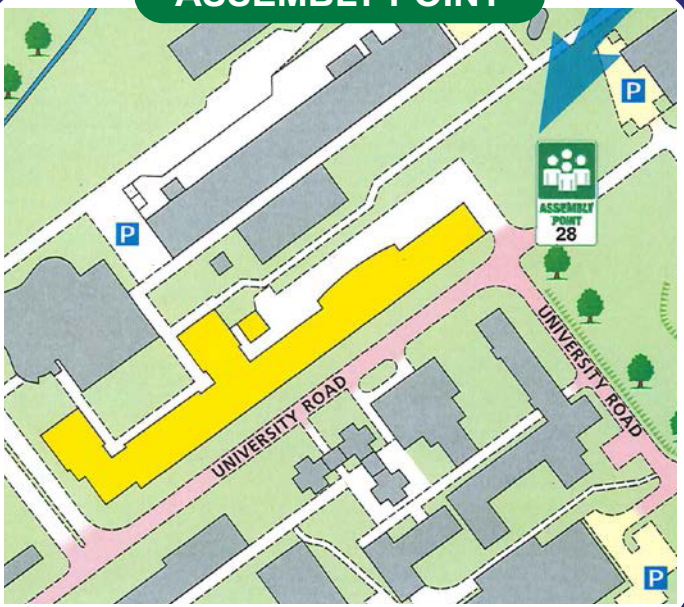 ASSEMBLY POINT
P
ASSEMBLY
POINT
28
P
UNIVERSITY ROAD
UNIVERSITY ROAD
P